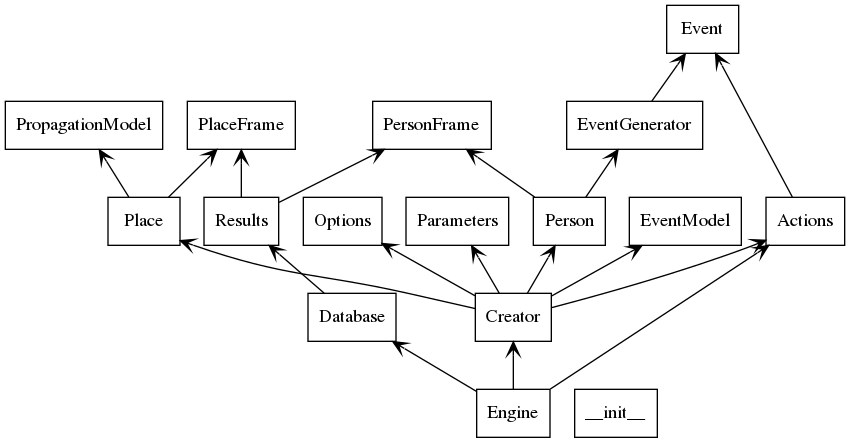 Event
PropagationModel
PlaceFrame
PersonFrame
EventGenerator
Place
Results
Options
Parameters
Person
EventModel
Actions
Database
Creator
Engine
__init__